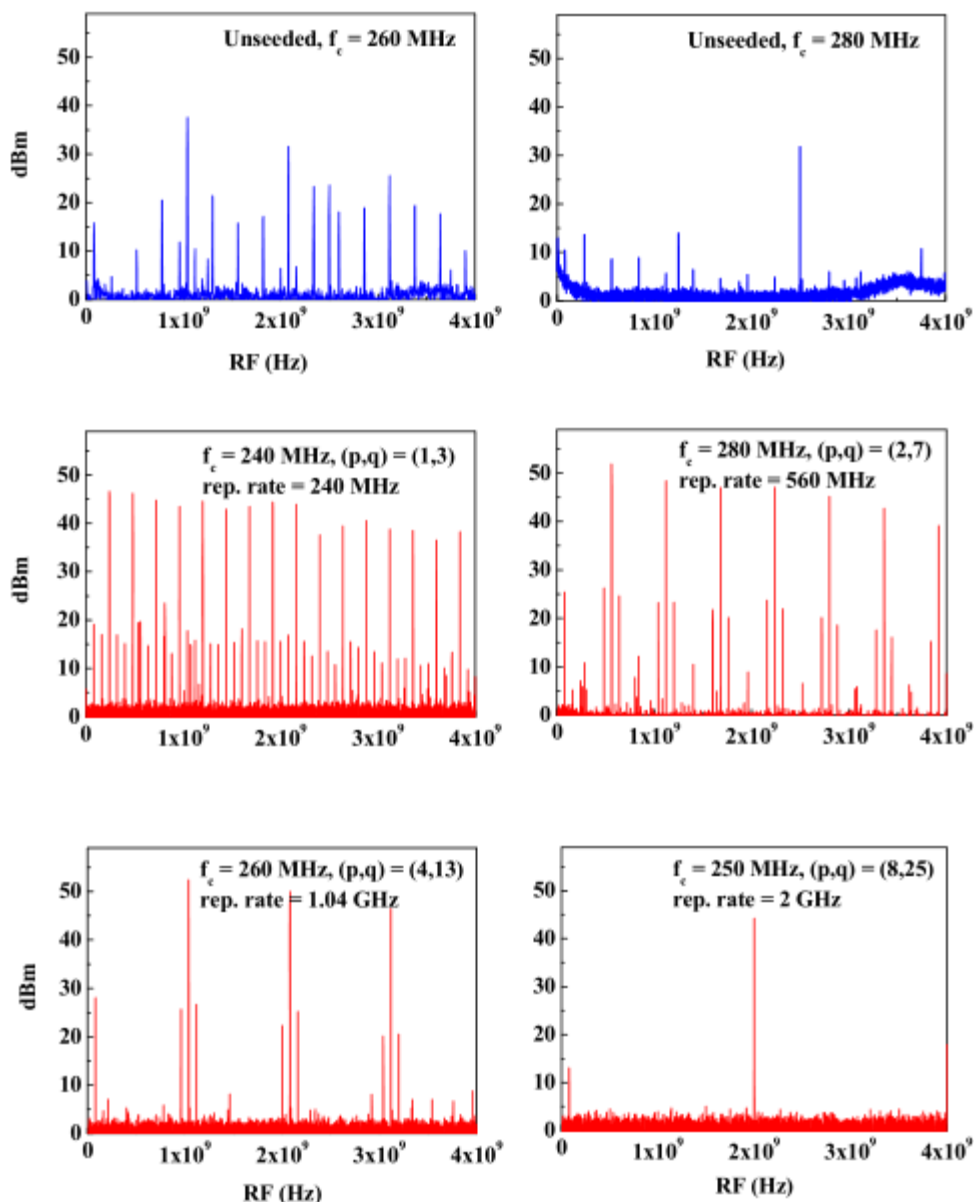 Unseeded, f_c = 260 MHz
50
40
30
20
10
0
dBm
0 1x10^9 2x10^9 3x10^9 4x10^9
RF (Hz)
Unseeded, f_c = 280 MHz
50
40
30
20
10
0
0 1x10^9 2x10^9 3x10^9 4x10^9
RF (Hz)
f_c = 240 MHz, (p,q) = (1,3)
rep. rate = 240 MHz
50
40
30
20
10
0
dBm
0 1x10^9 2x10^9 3x10^9 4x10^9
f_c = 280 MHz, (p,q) = (2,7)
rep. rate = 560 MHz
50
40
30
20
10
0
0 1x10^9 2x10^9 3x10^9 4x10^9
f_c = 260 MHz, (p,q) = (4,13)
rep. rate = 1.04 GHz
50
40
30
20
10
0
dBm
0 1x10^9 2x10^9 3x10^9 4x10^9
RF (Hz)
f_c = 250 MHz, (p,q) = (8,25)
rep. rate = 2 GHz
50
40
30
20
10
0
0 1x10^9 2x10^9 3x10^9 4x10^9
RF (Hz)